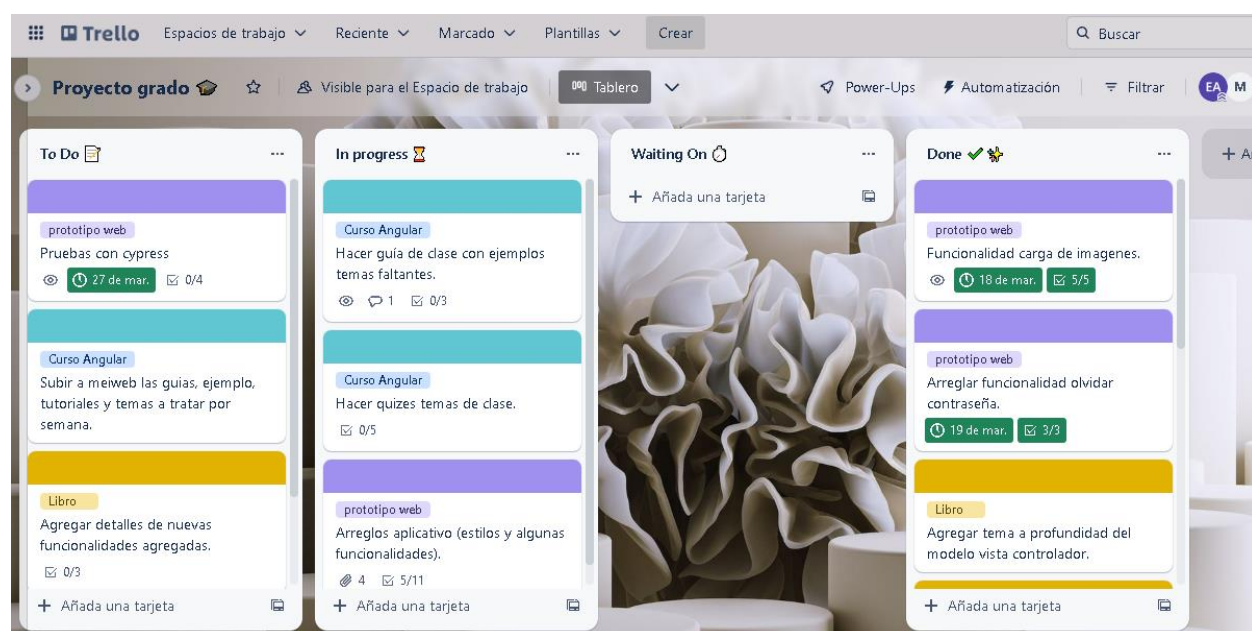 Trello Espacios de trabajo Reciente Marcado Plantillas Crear Buscar
Proyecto grado 🎓 Visible para el Espacio de trabajo Tablero Power-Ups Automatización Filtrar EA M
To Do 📝
prototipo web
Pruebas con cypress
27 de mar. 0/4
Curso Angular
Subir a meiweb las guias, ejemplo,
tutoriales y temas a tratar por
semana.
Libro
Agregar detalles de nuevas
funcionalidades agregadas.
0/3
+ Añada una tarjeta
In progress ⏳
Curso Angular
Hacer guía de clase con ejemplos
temas faltantes.
1 0/3
Curso Angular
Hacer quizes temas de clase.
0/5
prototipo web
Arreglos aplicativo (estilos y algunas
funcionalidades).
4 5/11
+ Añada una tarjeta
Waiting On ⏱
+ Añada una tarjeta
Done ✔ ✨
prototipo web
Funcionalidad carga de imagenes.
18 de mar. 5/5
prototipo web
Arreglar funcionalidad olvidar
contraseña.
19 de mar. 3/3
Libro
Agregar tema a profundidad del
modelo vista controlador.
+ Añada una tarjeta